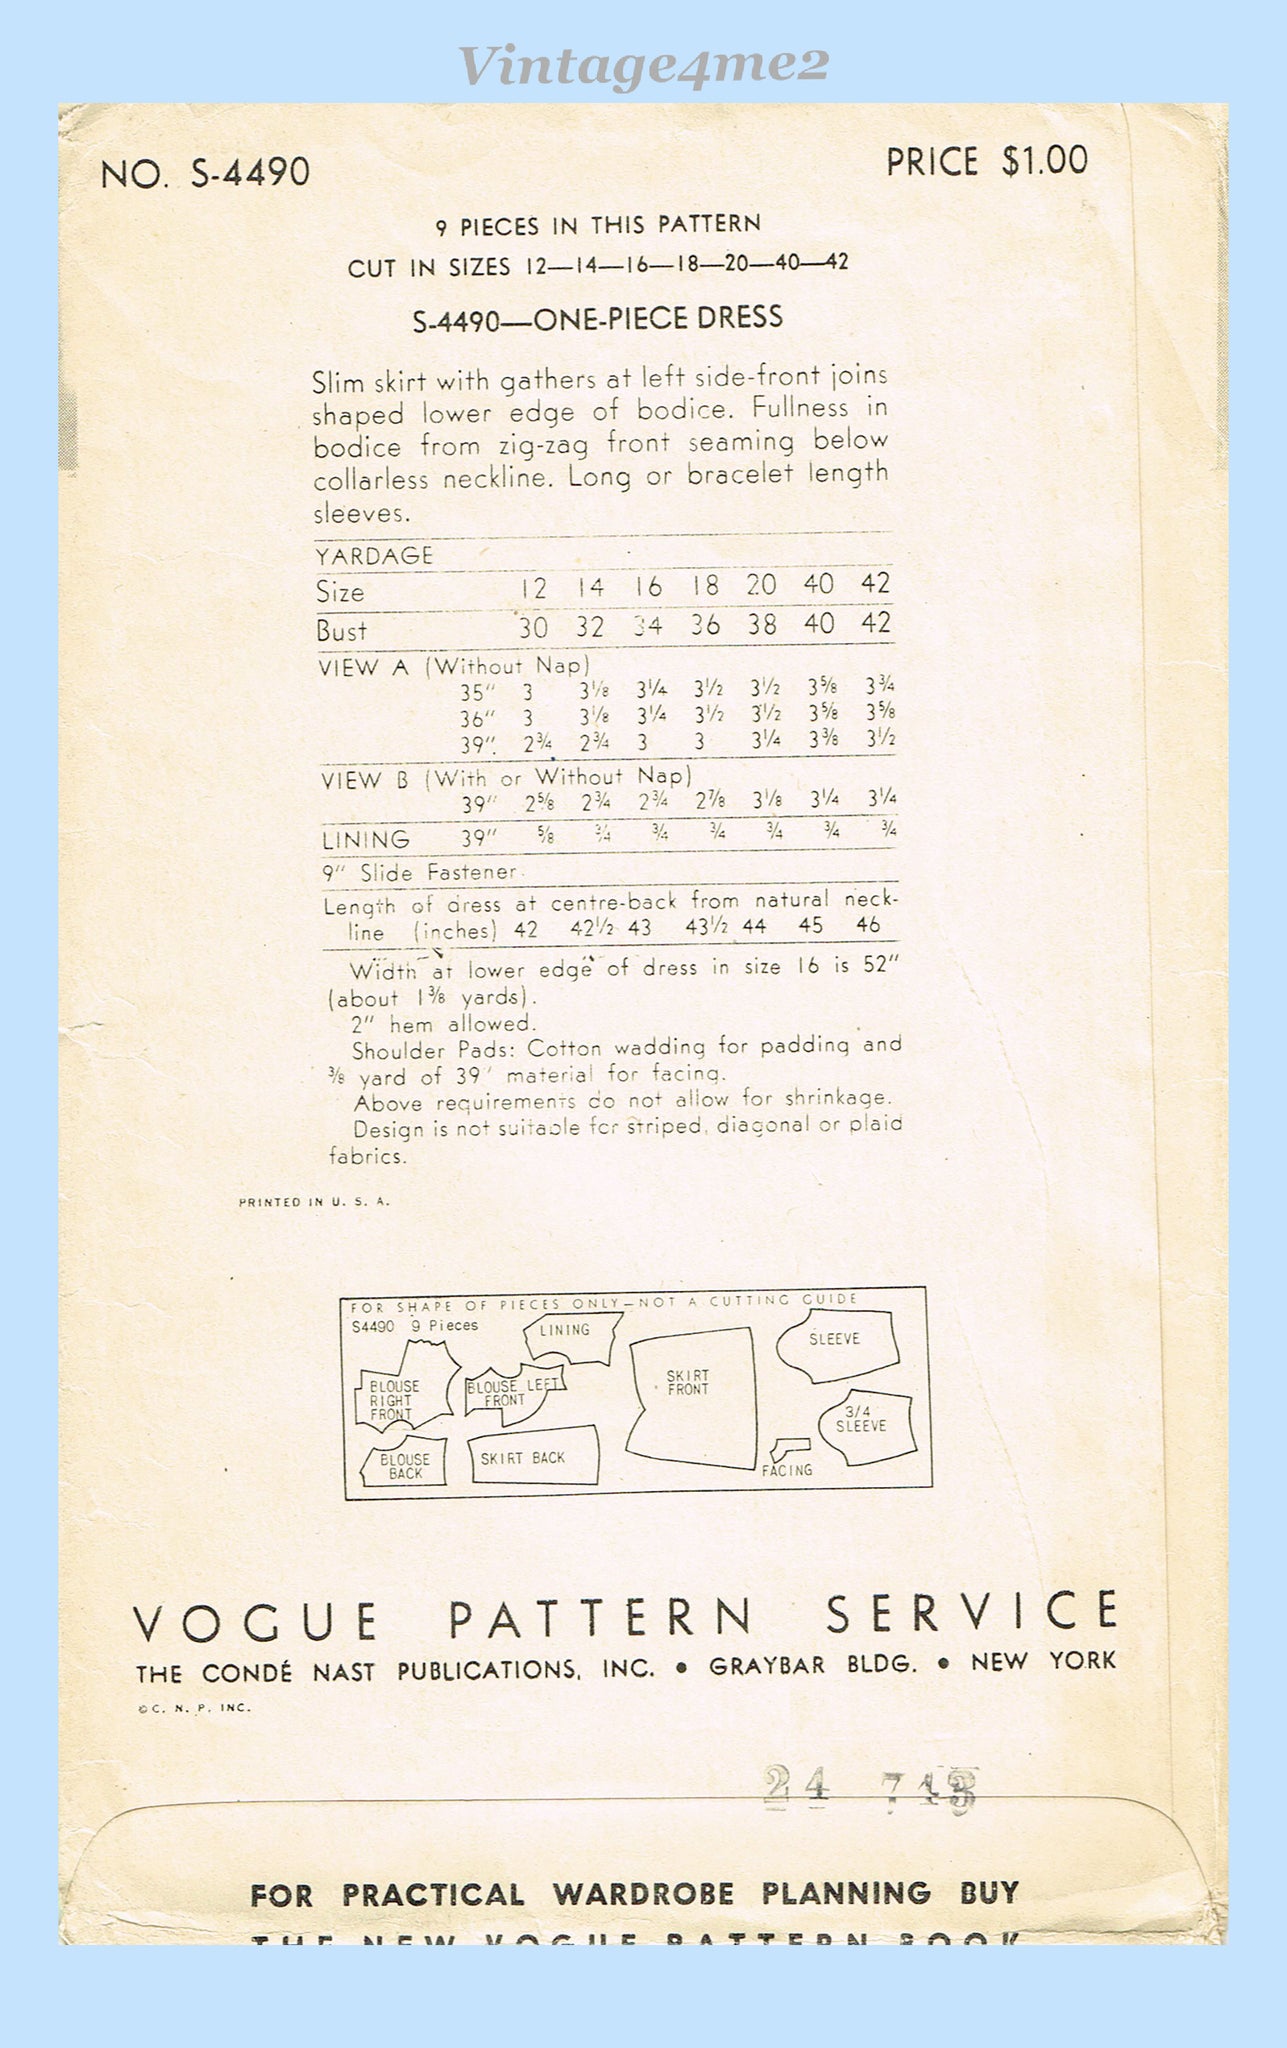 Vintage4me2
NO. S-4490
PRICE $1.00
9 PIECES IN THIS PATTERN
CUT IN SIZES 12—14—16—18—20—40—42
S-4490—ONE-PIECE DRESS
Slim skirt with gathers at left side-front joins
shaped lower edge of bodice. Fullness in
bodice from zig-zag front seaming below
collarless neckline. Long or bracelet length
sleeves.
YARDAGE
Size 12 14 16 18 20 40 42
Bust 30 32 34 36 38 40 42
VIEW A (Without Nap)
35" 3 3⅛ 3¼ 3½ 3½ 3⅝ 3¾
36" 3 3⅛ 3¼ 3½ 3½ 3⅝ 3⅝
39" 2¾ 2¾ 3 3 3¼ 3⅜ 3½
VIEW B (With or Without Nap)
39" 2⅝ 2¾ 2¾ 2⅞ 3⅛ 3¼ 3¼
LINING 39" ⅝ ¾ ¾ ¾ ¾ ¾ ¾
9" Slide Fastener.
Length of dress at centre-back from natural neck-
line (inches) 42 42½ 43 43½ 44 45 46
Width at lower edge of dress in size 16 is 52"
(about 1⅜ yards).
2" hem allowed.
Shoulder Pads: Cotton wadding for padding and
⅜ yard of 39" material for facing.
Above requirements do not allow for shrinkage.
Design is not suitable for striped, diagonal or plaid
fabrics.
PRINTED IN U. S. A.
FOR SHAPE OF PIECES ONLY—NOT A CUTTING GUIDE
S4490 9 Pieces
LINING
SLEEVE
BLOUSE
RIGHT
FRONT
BLOUSE LEFT
FRONT
SKIRT
FRONT
3/4
SLEEVE
BLOUSE
BACK
SKIRT BACK
FACING
VOGUE PATTERN SERVICE
THE CONDÉ NAST PUBLICATIONS, INC. • GRAYBAR BLDG. • NEW YORK
©C. N. P. INC.
24
FOR PRACTICAL WARDROBE PLANNING BUY
THE NEW VOGUE PATTERN BOOK